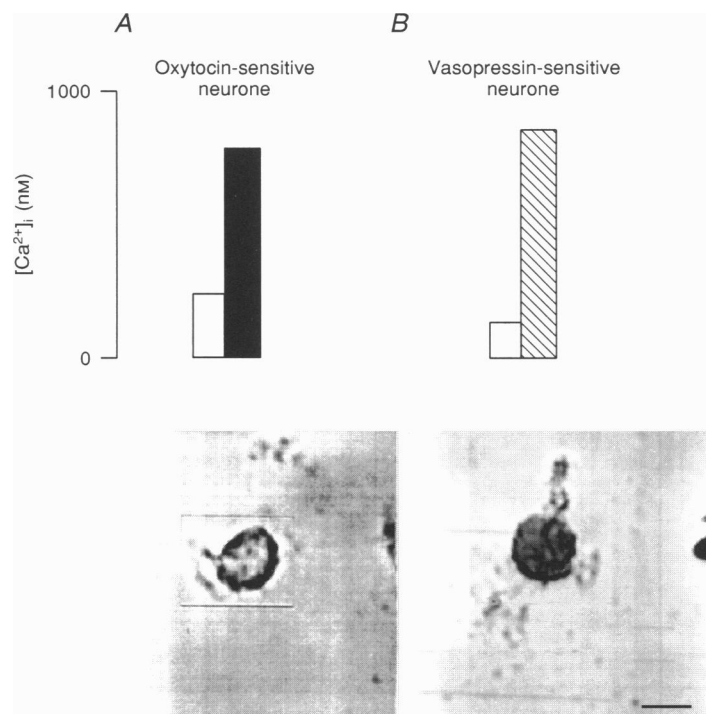 A
B
Oxytocin-sensitive
neurone
Vasopressin-sensitive
neurone
1000
[Ca²⁺]ᵢ (nM)
0